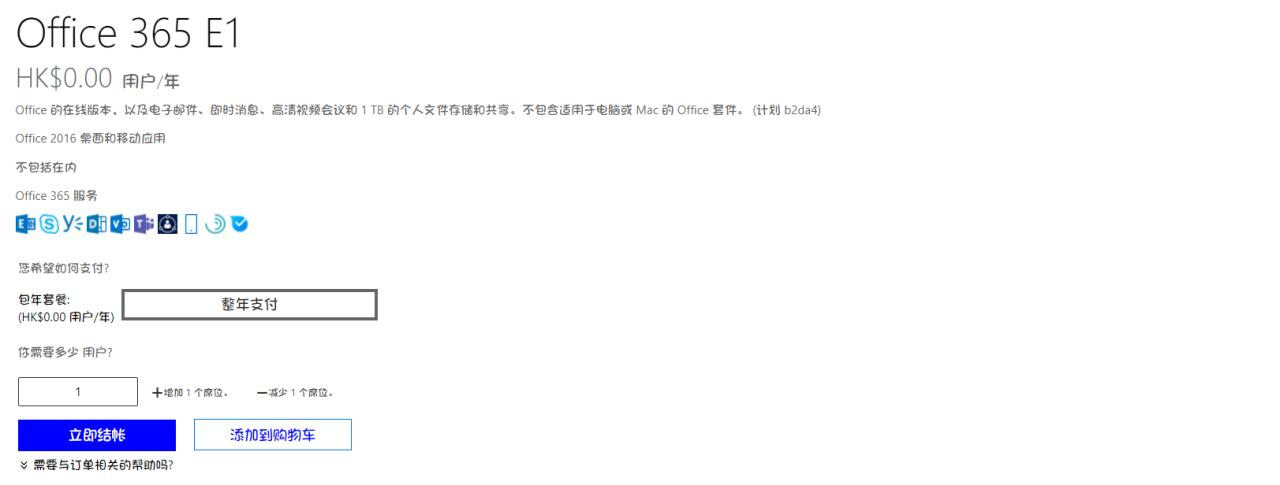 Office 365 E1
HK$0.00 用户/年
Office 的在线版本、以及电子邮件、即时消息、高清视频会议和 1 TB 的个人文件存储和共享。不包含适用于电脑或 Mac 的 Office 套件。 (计划 b2da4)
Office 2016 桌面和移动应用
不包括在内
Office 365 服务
您希望如何支付?
包年套餐: 整年支付
(HK$0.00 用户/年)
你需要多少 用户?
1 +增加 1 个席位。 −减少 1 个席位。
立即结帐 添加到购物车
需要与订单相关的帮助吗?